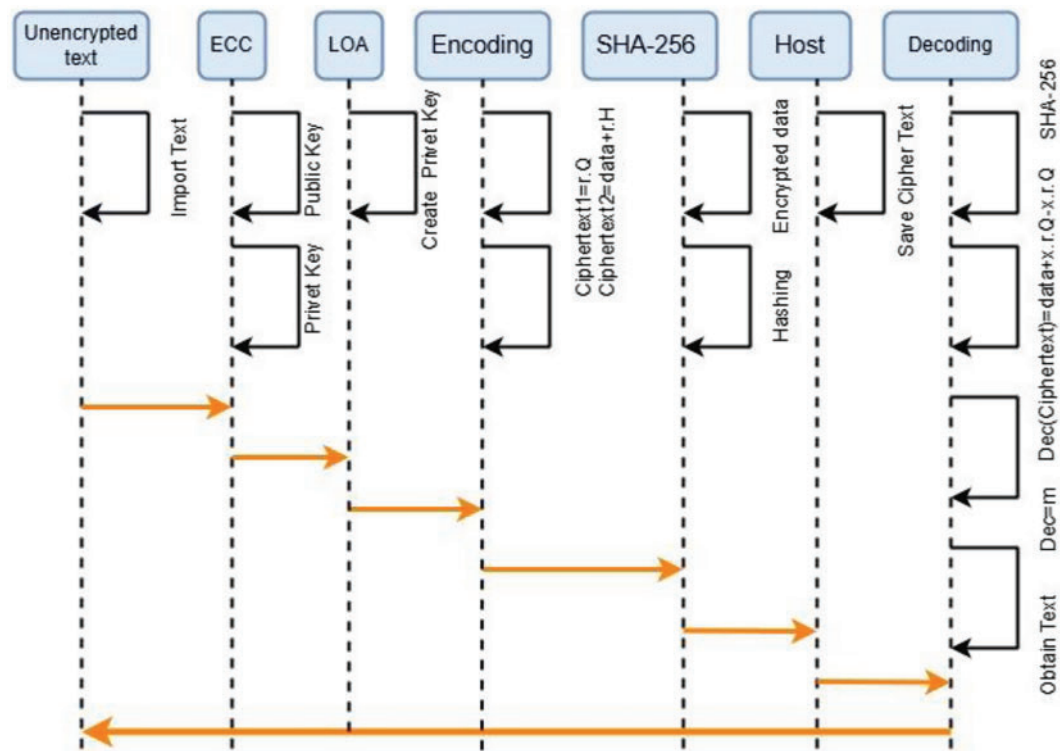 Unencrypted
text
ECC
LOA
Encoding
SHA-256
Host
Decoding
Import Text
Public Key
Privet Key
Create Privet Key
Ciphertext1=r.Q
Ciphertext2=data+r.H
Encrypted data
Hashing
Save Cipher Text
SHA-256
Dec(Ciphertext)=data+x.r.Q-x.r.Q
Dec=m
Obtain Text